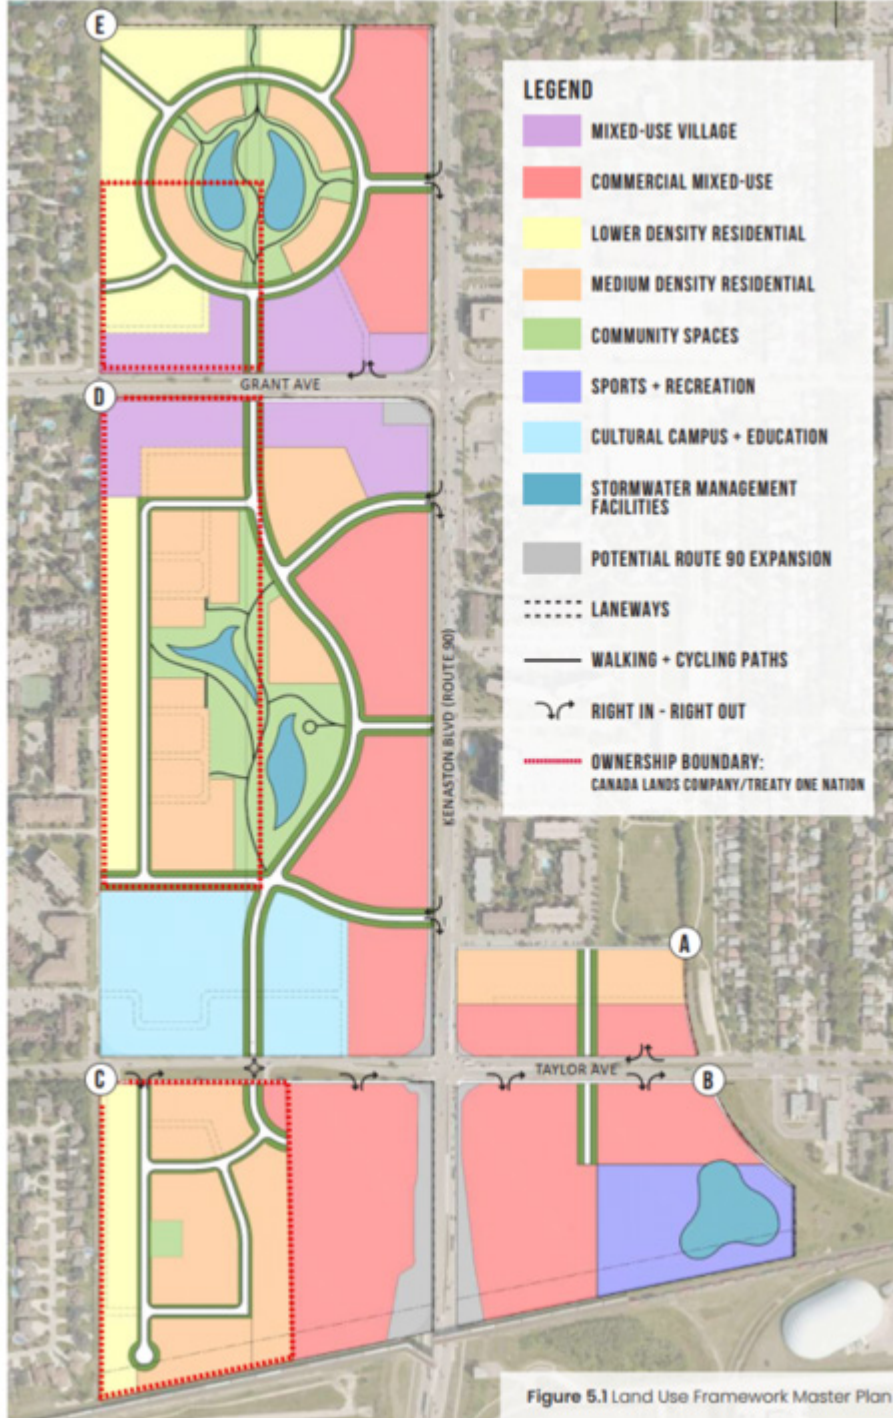 E
LEGEND
MIXED-USE VILLAGE
COMMERCIAL MIXED-USE
LOWER DENSITY RESIDENTIAL
MEDIUM DENSITY RESIDENTIAL
COMMUNITY SPACES
SPORTS + RECREATION
CULTURAL CAMPUS + EDUCATION
STORMWATER MANAGEMENT
FACILITIES
POTENTIAL ROUTE 90 EXPANSION
LANEWAYS
WALKING + CYCLING PATHS
RIGHT IN - RIGHT OUT
OWNERSHIP BOUNDARY:
CANADA LANDS COMPANY/TREATY ONE NATION
GRANT AVE
D
KENASTON BLVD (ROUTE 90)
A
TAYLOR AVE
C
B
Figure 5.1 Land Use Framework Master Plan